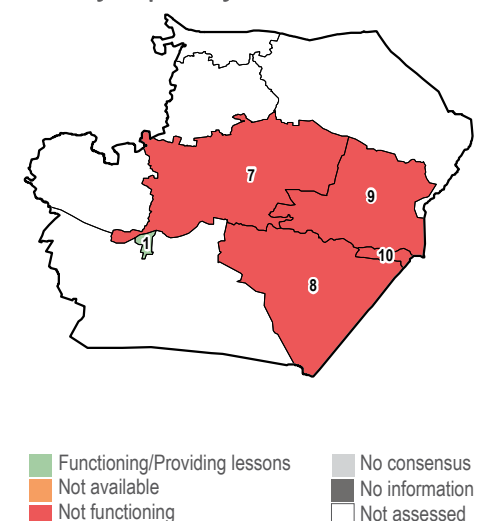 7
9
1
10
8
Functioning/Providing lessons
No consensus
Not available
No information
Not functioning
Not assessed